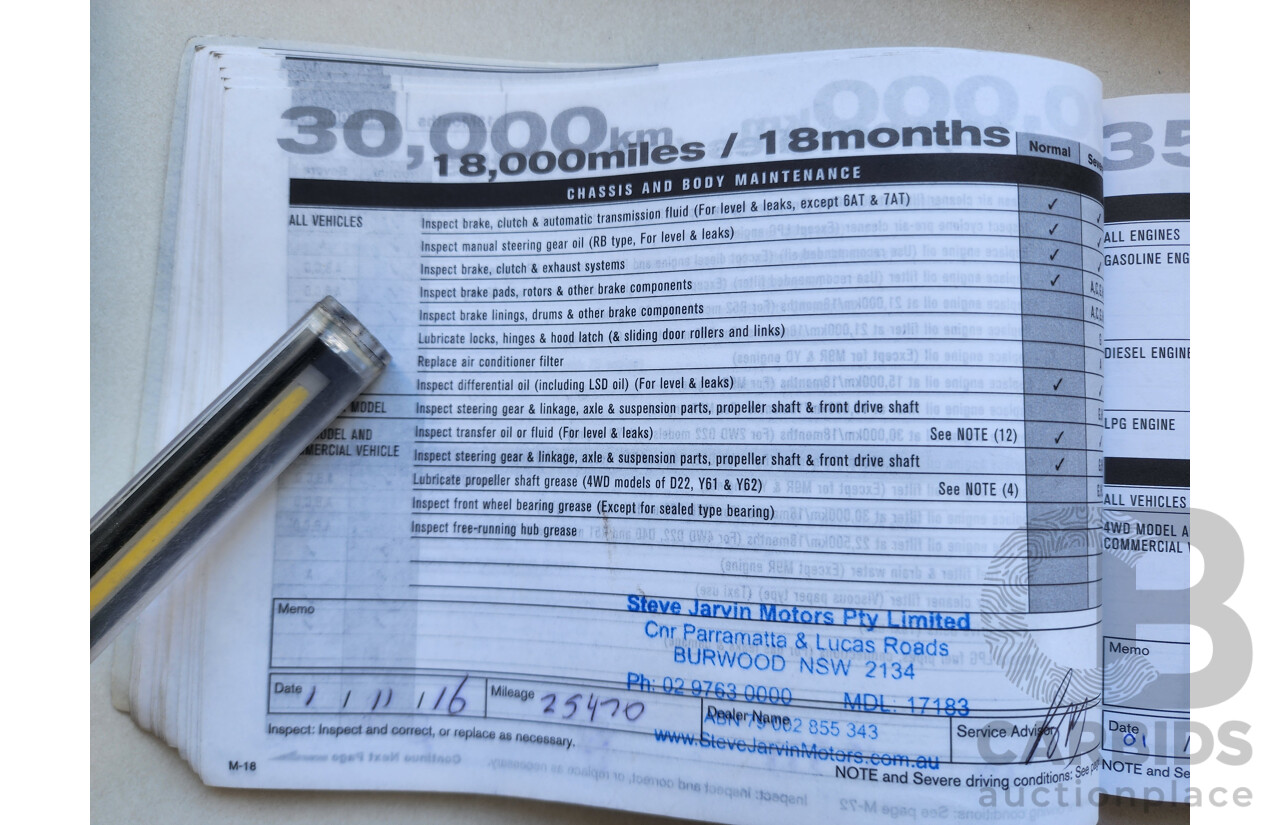 30,000km
18,000miles / 18months
Normal
CHASSIS AND BODY MAINTENANCE
ALL VEHICLES
Inspect brake, clutch & automatic transmission fluid (For level & leaks, except 6AT & 7AT) ✓
Inspect manual steering gear oil (RB type, For level & leaks) ✓
Inspect brake, clutch & exhaust systems ✓
Inspect brake pads, rotors & other brake components ✓
Inspect brake linings, drums & other brake components
Lubricate locks, hinges & hood latch (& sliding door rollers and links)
Replace air conditioner filter
Inspect differential oil (including LSD oil) (For level & leaks) ✓
MODEL Inspect steering gear & linkage, axle & suspension parts, propeller shaft & front drive shaft
AND Inspect transfer oil or fluid (For level & leaks) See NOTE (12) ✓
VEHICLE Inspect steering gear & linkage, axle & suspension parts, propeller shaft & front drive shaft ✓
Lubricate propeller shaft grease (4WD models of D22, Y61 & Y62) See NOTE (4)
Inspect front wheel bearing grease (Except for sealed type bearing)
Inspect free-running hub grease
Memo
Steve Jarvin Motors Pty Limited
Cnr Parramatta & Lucas Roads
BURWOOD NSW 2134
Ph: 02 9763 0000 MDL: 17183
ABN 79 002 855 343
www.SteveJarvinMotors.com.au
Date 1 / 11 / 16
Mileage 25470
Dealer Name
Service Advisor
Inspect: Inspect and correct, or replace as necessary.
NOTE and Severe driving conditions: See
M-18
35
ALL ENGINES
GASOLINE ENG
DIESEL ENGINE
LPG ENGINE
ALL VEHICLES
4WD MODEL A
COMMERCIAL
Memo
Date
01 /
NOTE and Se
CARBIDS
auctionplace